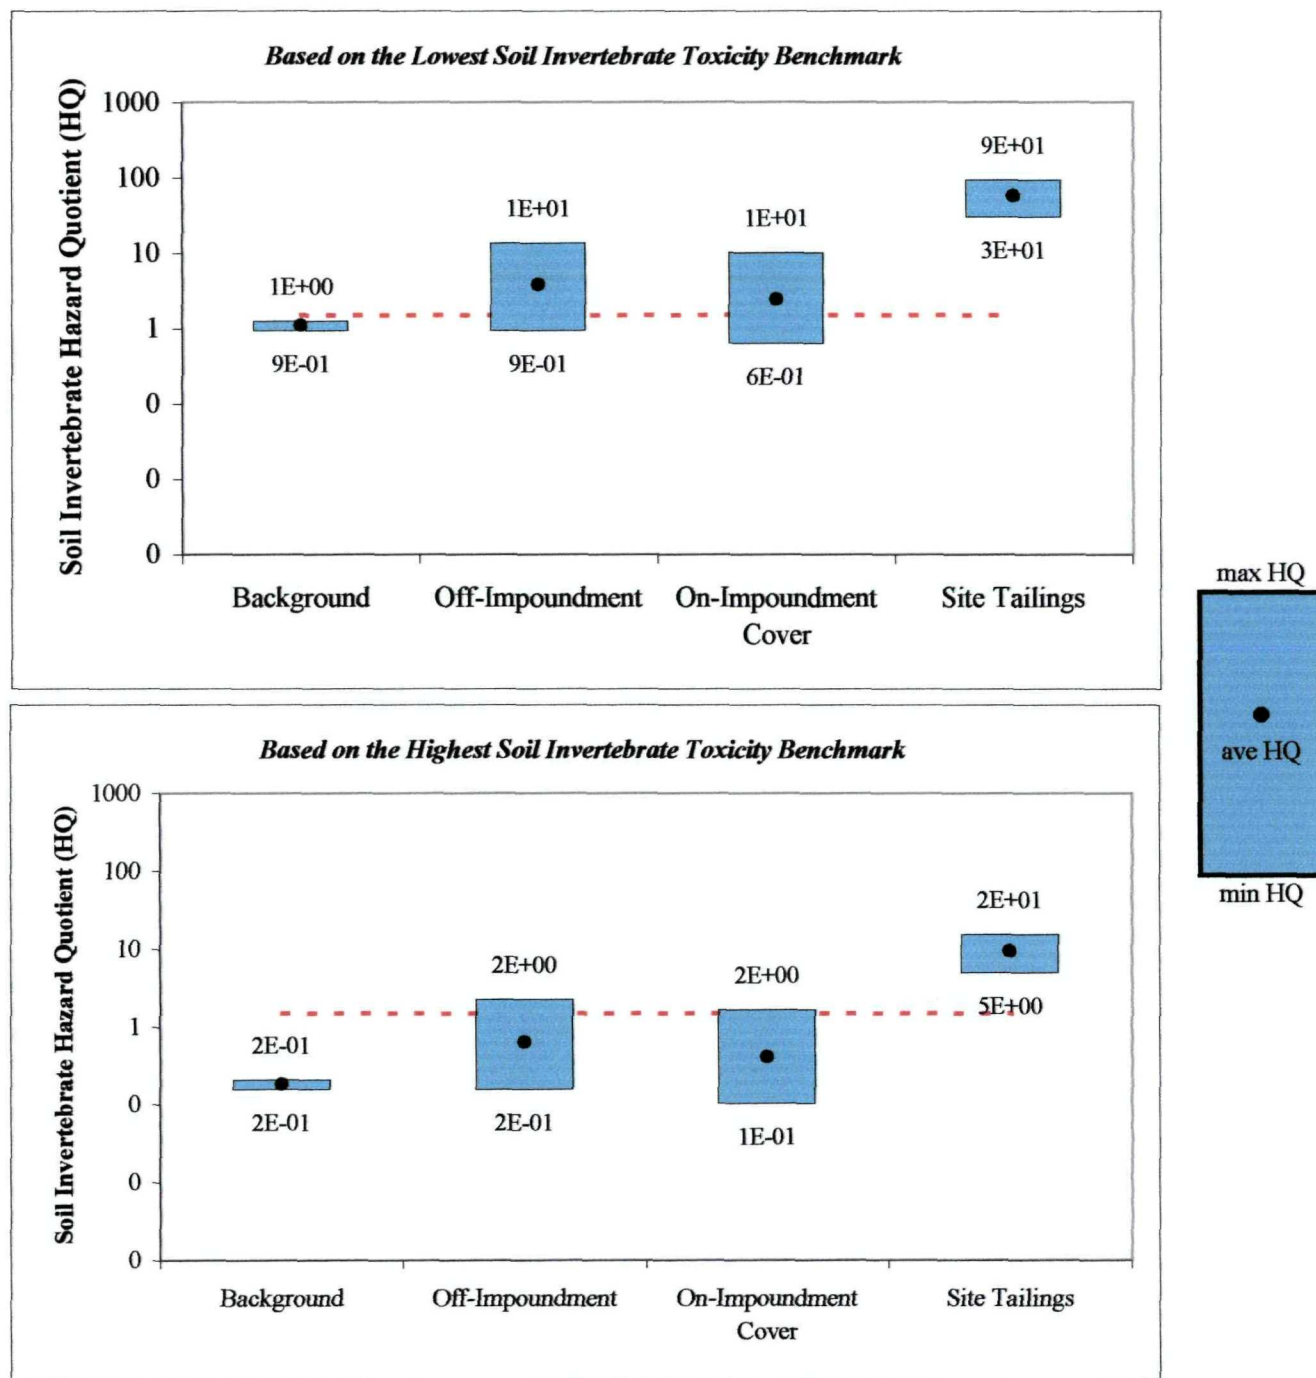 Based on the Lowest Soil Invertebrate Toxicity Benchmark
Soil Invertebrate Hazard Quotient (HQ)
1000
100
10
1
0
0
0
1E+00
9E-01
1E+01
9E-01
1E+01
6E-01
9E+01
3E+01
Background
Off-Impoundment
On-Impoundment
Cover
Site Tailings
max HQ
ave HQ
min HQ
Based on the Highest Soil Invertebrate Toxicity Benchmark
Soil Invertebrate Hazard Quotient (HQ)
1000
100
10
1
0
0
0
2E-01
2E-01
2E+00
2E-01
2E+00
1E-01
2E+01
5E+00
Background
Off-Impoundment
On-Impoundment
Cover
Site Tailings